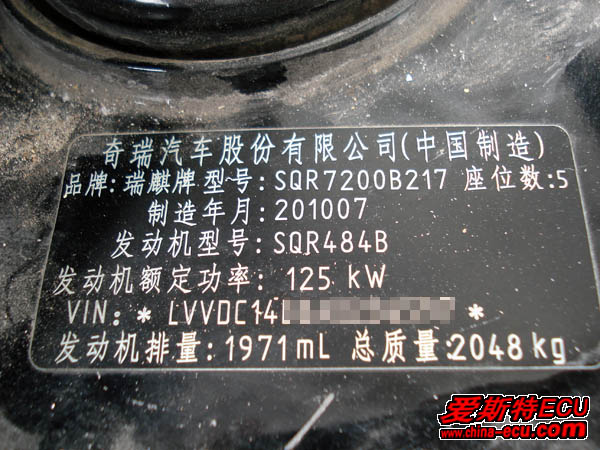 奇瑞汽车股份有限公司(中国制造)
品牌:瑞麒牌 型号:SQR7200B217 座位数:5
制造年月:201007
发动机型号:SQR484B
发动机额定功率: 125 kW
VIN: * LVVDC14 *
发动机排量:1971mL 总质量:2048kg
爱斯特ECU
www.china-ecu.com